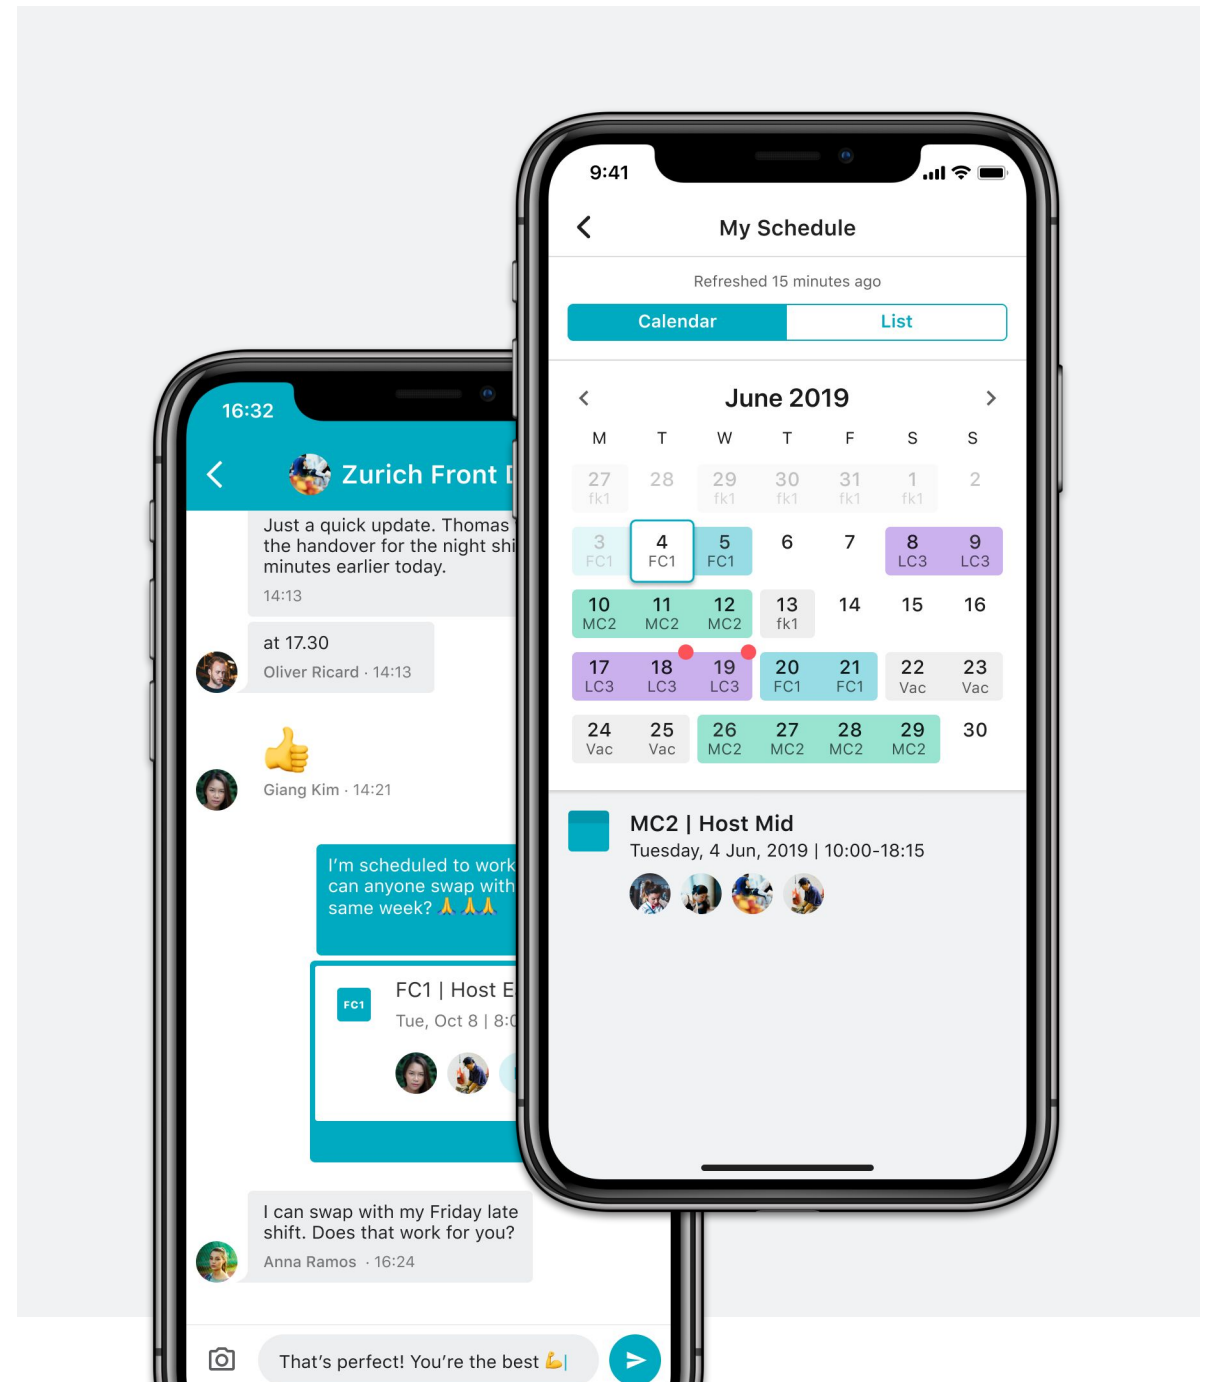 9:41
My Schedule
Refreshed 15 minutes ago
Calendar List
June 2019
M T W T F S S
27 28 29 30 31 1 2
fk1 fk1 fk1 fk1 fk1
3 4 5 6 7 8 9
FC1 FC1 FC1 LC3 LC3
10 11 12 13 14 15 16
MC2 MC2 MC2 fk1
17 18 19 20 21 22 23
LC3 LC3 LC3 FC1 FC1 Vac Vac
24 25 26 27 28 29 30
Vac Vac MC2 MC2 MC2 MC2
MC2 | Host Mid
Tuesday, 4 Jun, 2019 | 10:00-18:15
16:32
Zurich Front
Just a quick update. Thomas
the handover for the night
minutes earlier today.
14:13
at 17.30
Oliver Ricard · 14:13
Giang Kim · 14:21
I'm scheduled to work
can anyone swap with
same week? 🙏🙏🙏
FC1
FC1 | Host
Tue, Oct 8 |
I can swap with my Friday late
shift. Does that work for you?
Anna Ramos · 16:24
That's perfect! You're the best 💪